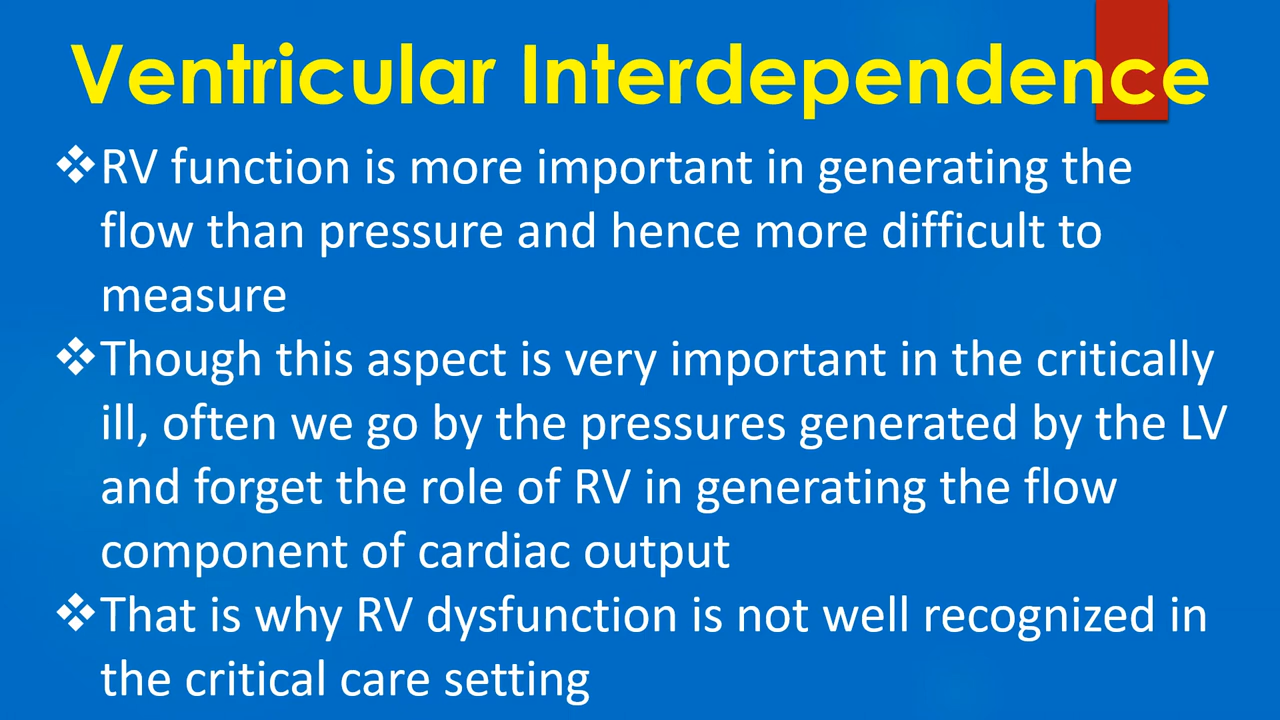 Ventricular Interdependence
❖RV function is more important in generating the
flow than pressure and hence more difficult to
measure
❖Though this aspect is very important in the critically
ill, often we go by the pressures generated by the LV
and forget the role of RV in generating the flow
component of cardiac output
❖That is why RV dysfunction is not well recognized in
the critical care setting